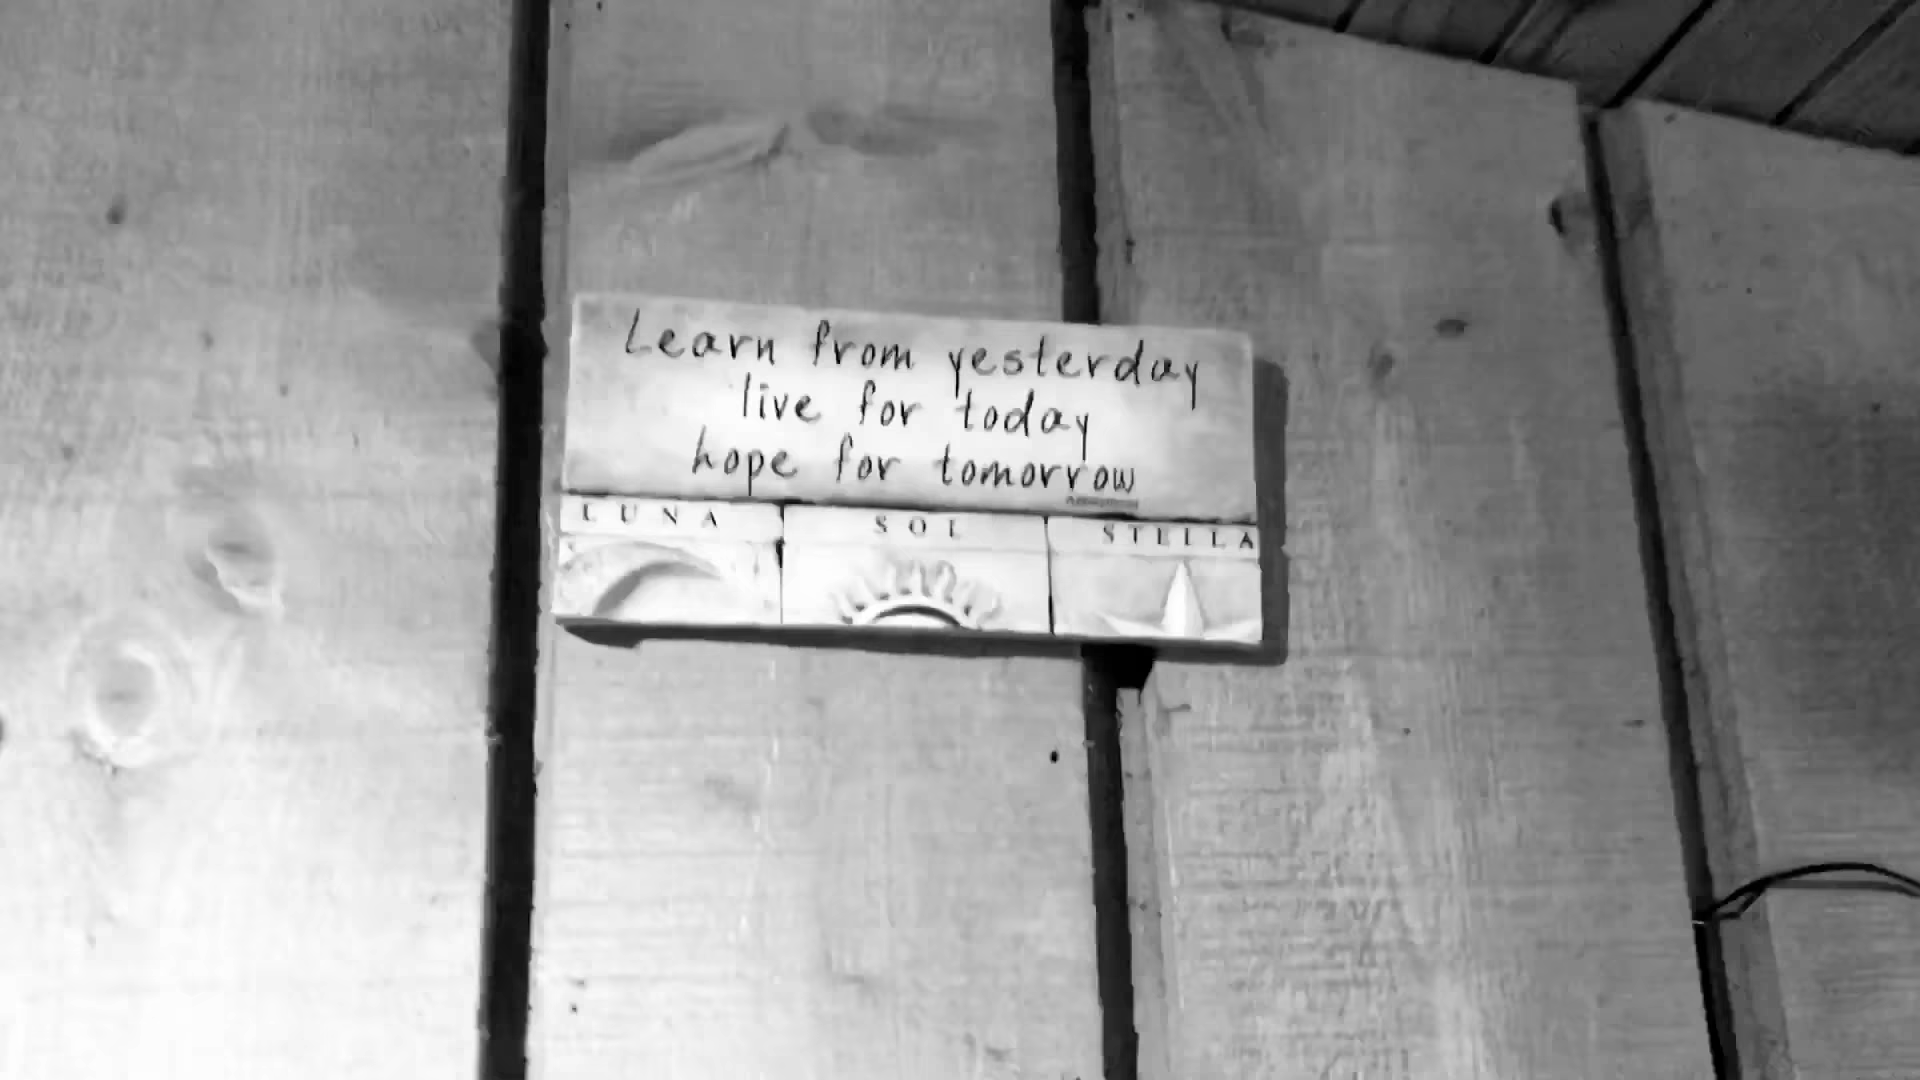 Learn from yesterday
live for today
hope for tomorrow
LUNA
SOL
STELLA